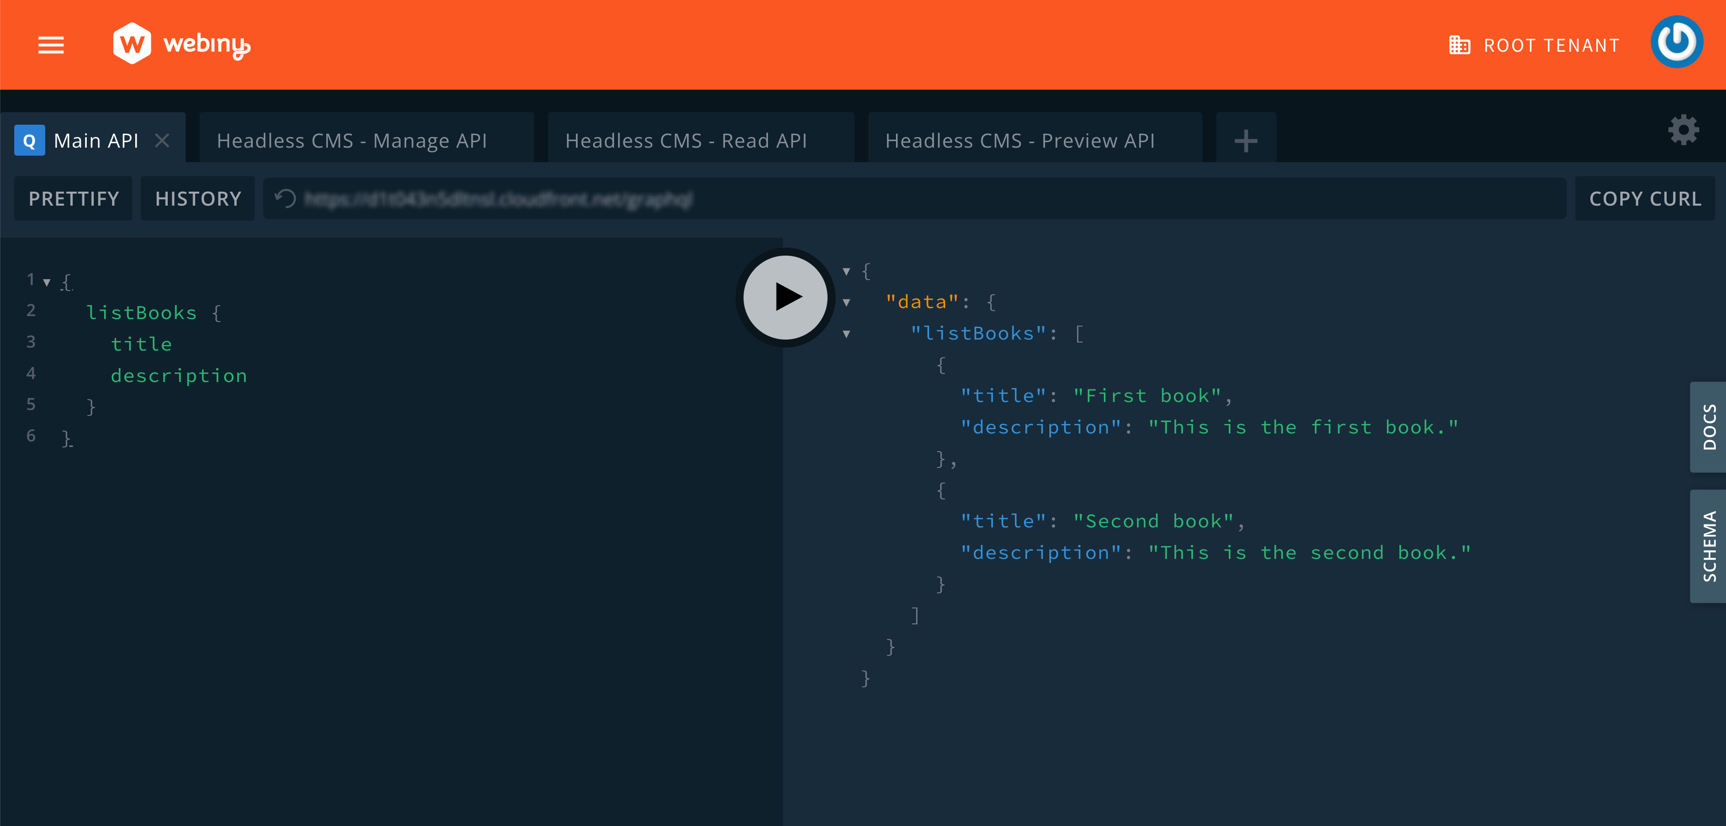 webiny
ROOT TENANT
Q Main API
Headless CMS - Manage API
Headless CMS - Read API
Headless CMS - Preview API
PRETTIFY
HISTORY
COPY CURL
1 {
2 listBooks {
3 title
4 description
5 }
6 }
{
"data": {
"listBooks": [
{
"title": "First book",
"description": "This is the first book."
},
{
"title": "Second book",
"description": "This is the second book."
}
]
}
}
DOCS
SCHEMA